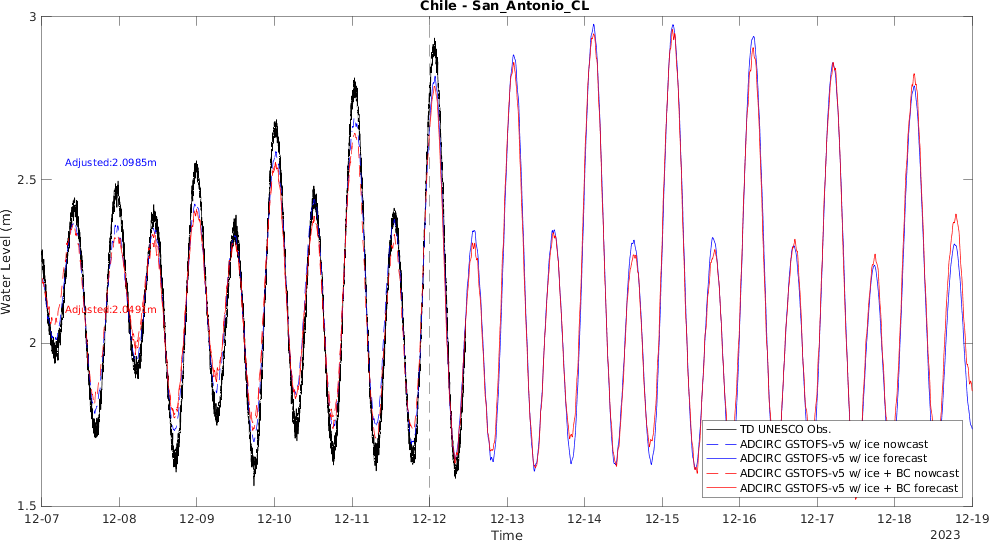 Chile - San_Antonio_CL
3
2.5
2
1.5
Water Level (m)
Adjusted:2.0985m
Adjusted:2.0491m
TD UNESCO Obs.
ADCIRC GSTOFS-v5 w/ ice nowcast
ADCIRC GSTOFS-v5 w/ ice forecast
ADCIRC GSTOFS-v5 w/ ice + BC nowcast
ADCIRC GSTOFS-v5 w/ ice + BC forecast
12-07 12-08 12-09 12-10 12-11 12-12 12-13 12-14 12-15 12-16 12-17 12-18 12-19
Time
2023